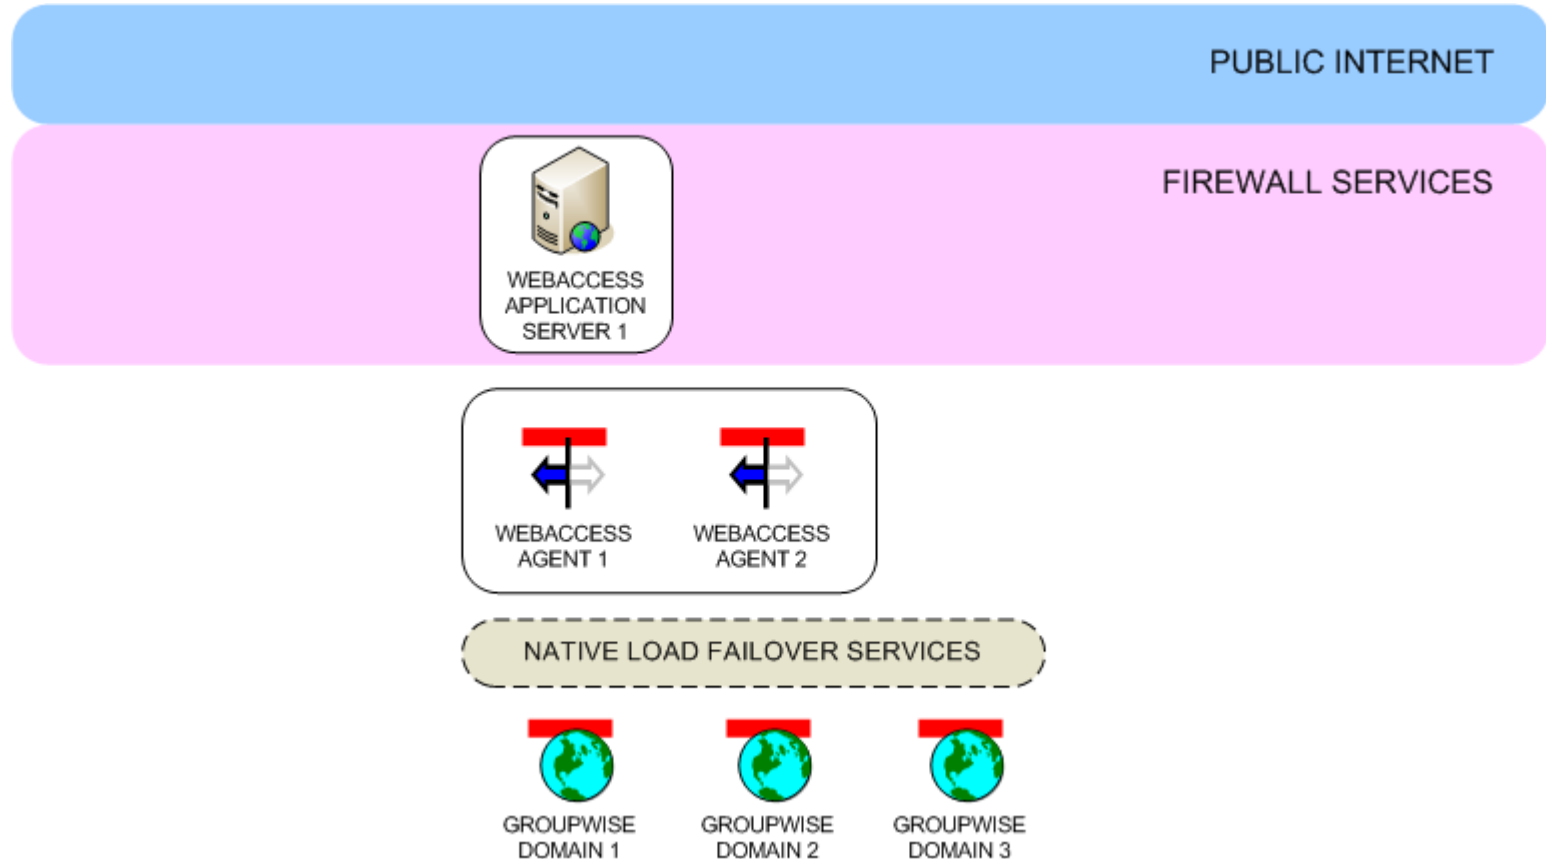 PUBLIC INTERNET
FIREWALL SERVICES
WEBACCESS
APPLICATION
SERVER 1
WEBACCESS
AGENT 1
WEBACCESS
AGENT 2
NATIVE LOAD FAILOVER SERVICES
GROUPWISE
DOMAIN 1
GROUPWISE
DOMAIN 2
GROUPWISE
DOMAIN 3